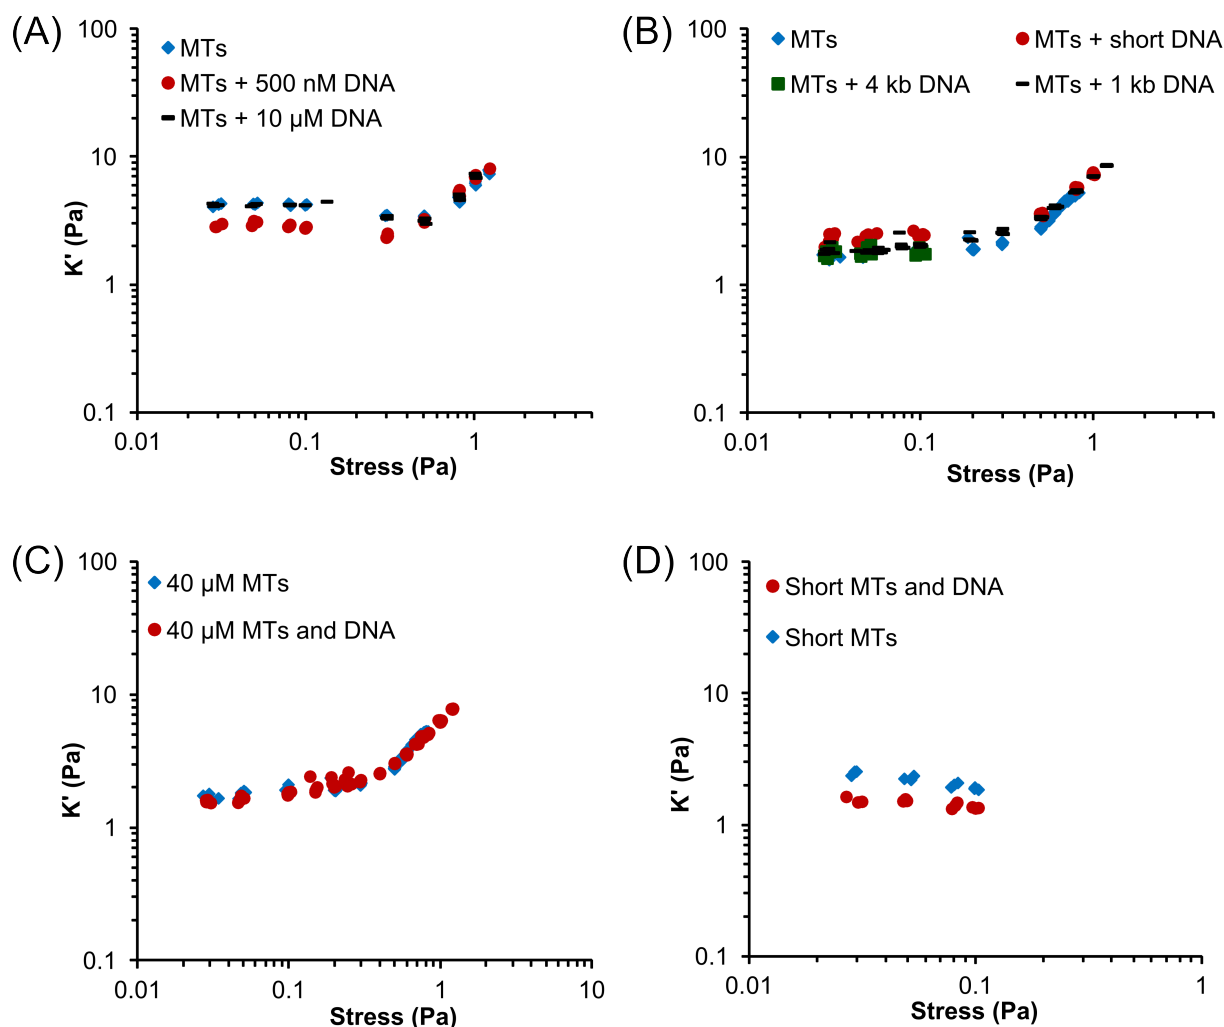 (A)
100
10
1
0.1
K' (Pa)
MTs
MTs + 500 nM DNA
MTs + 10 µM DNA
0.01
0.1
1
Stress (Pa)
(B)
100
10
1
0.1
K' (Pa)
MTs
MTs + short DNA
MTs + 4 kb DNA
MTs + 1 kb DNA
0.01
0.1
1
Stress (Pa)
(C)
100
10
1
0.1
K' (Pa)
40 µM MTs
40 µM MTs and DNA
0.01
0.1
1
10
Stress (Pa)
(D)
100
10
1
0.1
K' (Pa)
Short MTs and DNA
Short MTs
0.01
0.1
1
Stress (Pa)